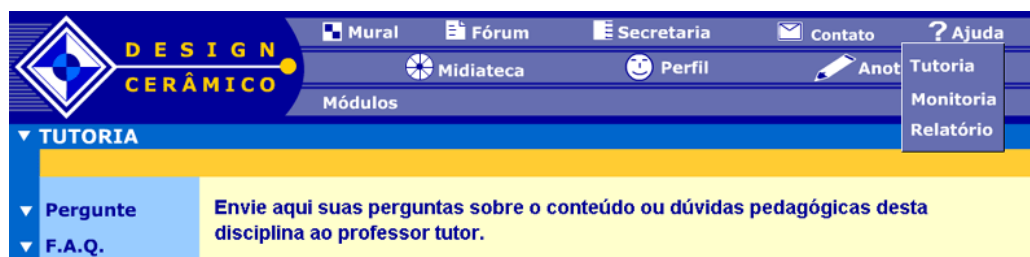 DESIGN
CERÂMICO
Mural Fórum Secretaria Contato ? Ajuda
Midiateca Perfil Anot
Módulos
Tutoria
Monitoria
Relatório
TUTORIA
Pergunte
F.A.Q.
Envie aqui suas perguntas sobre o conteúdo ou dúvidas pedagógicas desta
disciplina ao professor tutor.